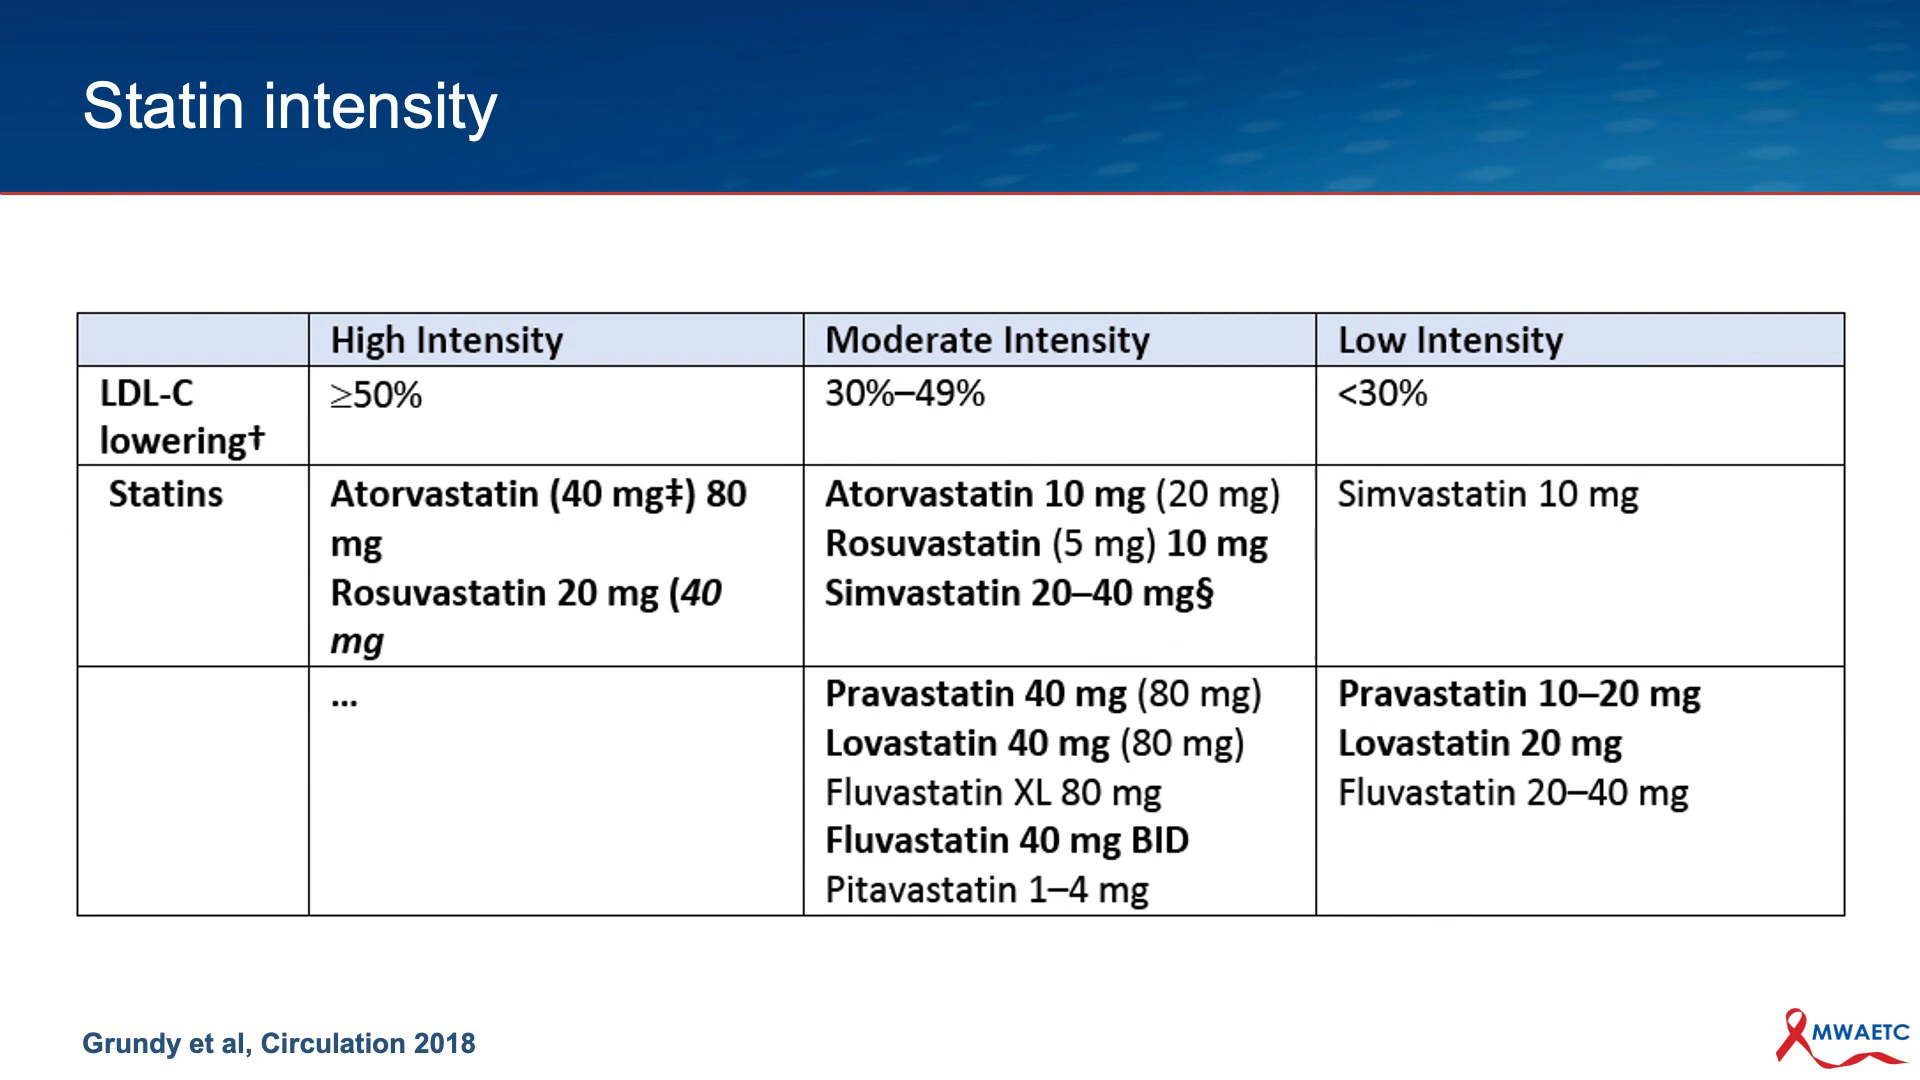 Statin intensity
High Intensity
Moderate Intensity
Low Intensity
LDL-C
lowering†
≥50%
30%–49%
<30%
Statins
Atorvastatin (40 mg‡) 80
mg
Rosuvastatin 20 mg (40
mg
Atorvastatin 10 mg (20 mg)
Rosuvastatin (5 mg) 10 mg
Simvastatin 20–40 mg§
Simvastatin 10 mg
...
Pravastatin 40 mg (80 mg)
Lovastatin 40 mg (80 mg)
Fluvastatin XL 80 mg
Fluvastatin 40 mg BID
Pitavastatin 1–4 mg
Pravastatin 10–20 mg
Lovastatin 20 mg
Fluvastatin 20–40 mg
Grundy et al, Circulation 2018
MWAETC